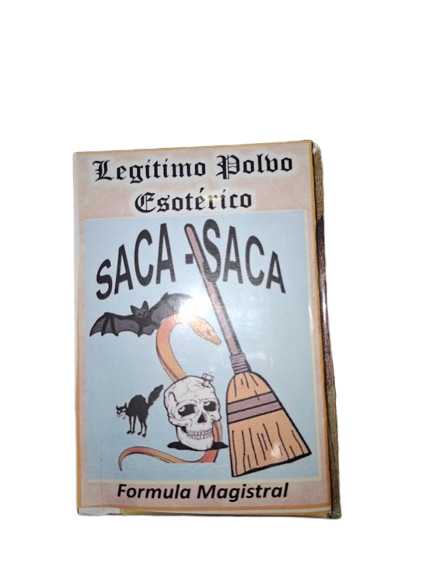 Legitimo Polvo
Esotérico
SACA-SACA
Formula Magistral